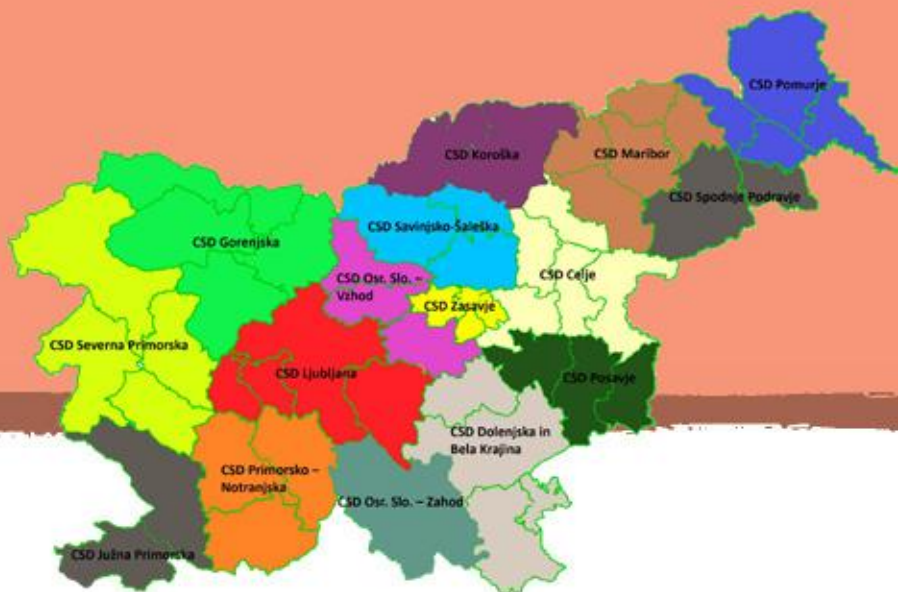 CSD Pomurje
CSD Koroška
CSD Maribor
CSD Spodnje Podravje
CSD Savinjsko-Šaleška
CSD Gorenjska
CSD Osr. Slo. –
Vzhod
CSD Celje
CSD Zasavje
CSD Severna Primorska
CSD Ljubljana
CSD Posavje
CSD Dolenjska in
Bela Krajina
CSD Primorsko –
Notranjska
CSD Osr. Slo. – Zahod
CSD Južna Primorska